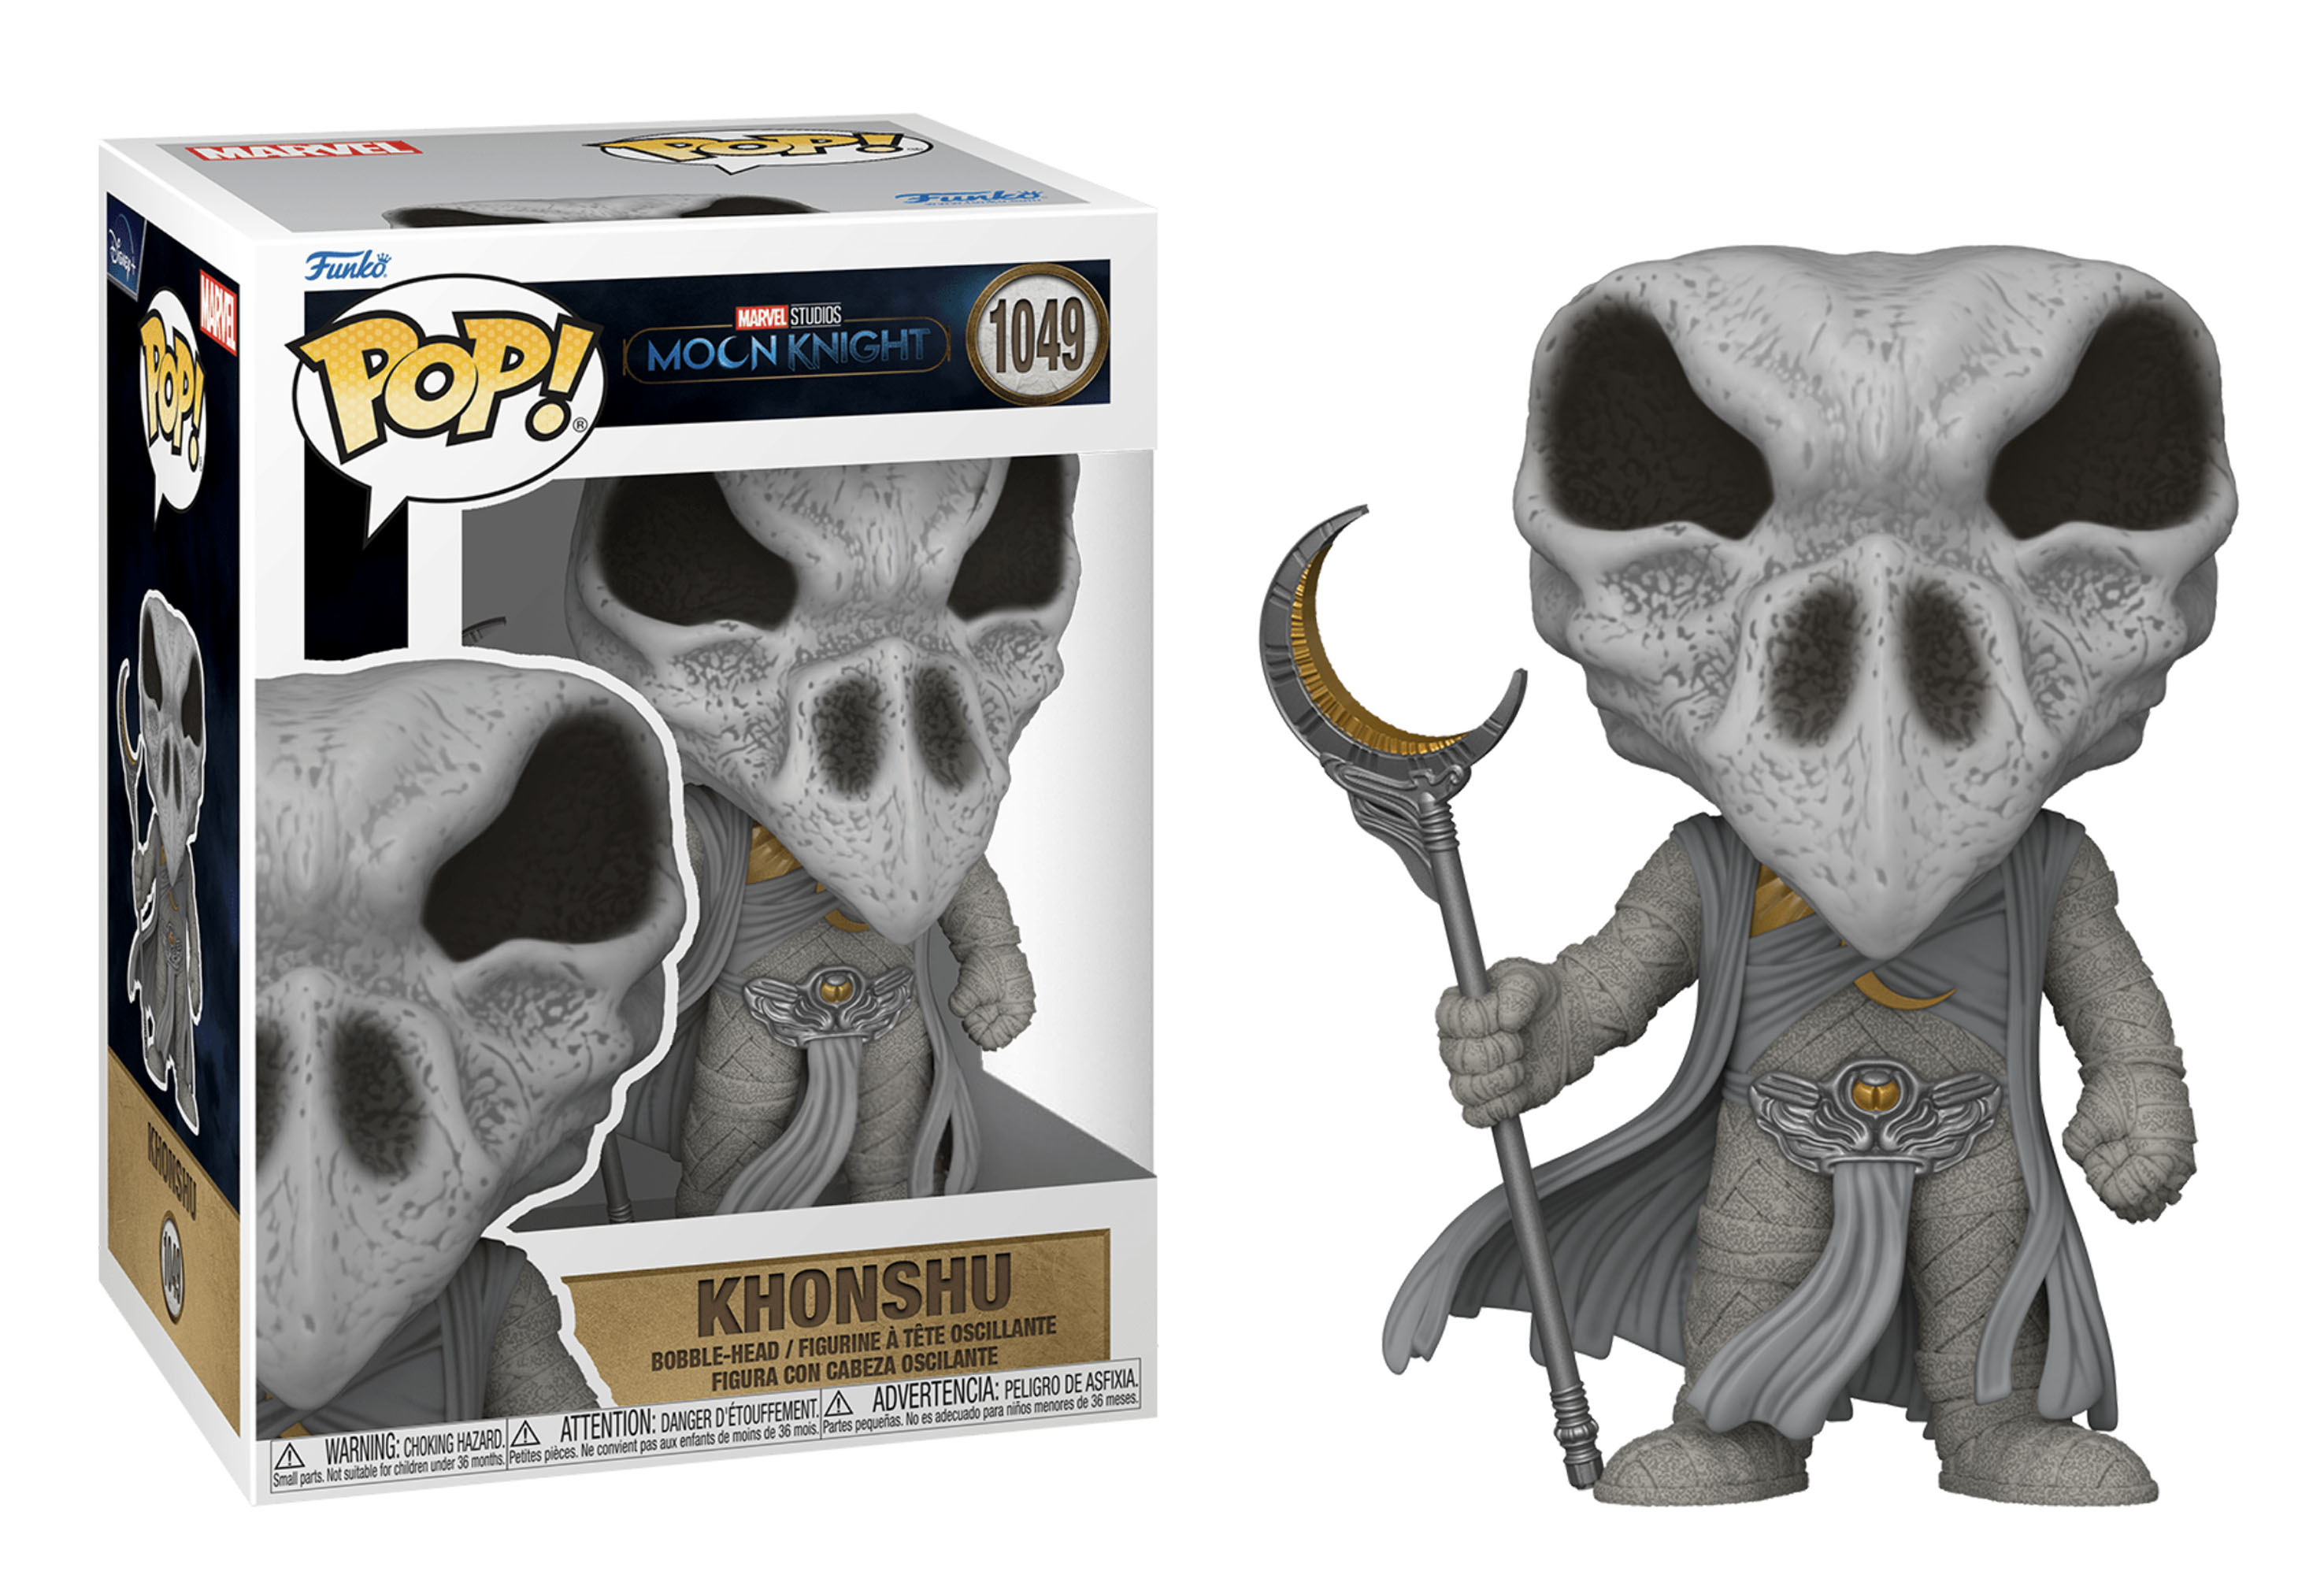 MARVEL
POP!
Funko
Disney+
MARVEL
POP!
KHONSHU
1049
Funko
POP!®
MARVEL STUDIOS
MOON KNIGHT
1049
KHONSHU
BOBBLE-HEAD / FIGURINE À TÊTE OSCILLANTE
FIGURA CON CABEZA OSCILANTE
⚠ WARNING: CHOKING HAZARD.
Small parts. Not suitable for children under 36 months.
⚠ ATTENTION: DANGER D'ÉTOUFFEMENT.
Petites pièces. Ne convient pas aux enfants de moins de 36 mois.
⚠ ADVERTENCIA: PELIGRO DE ASFIXIA.
Partes pequeñas. No es adecuado para niños menores de 36 meses.